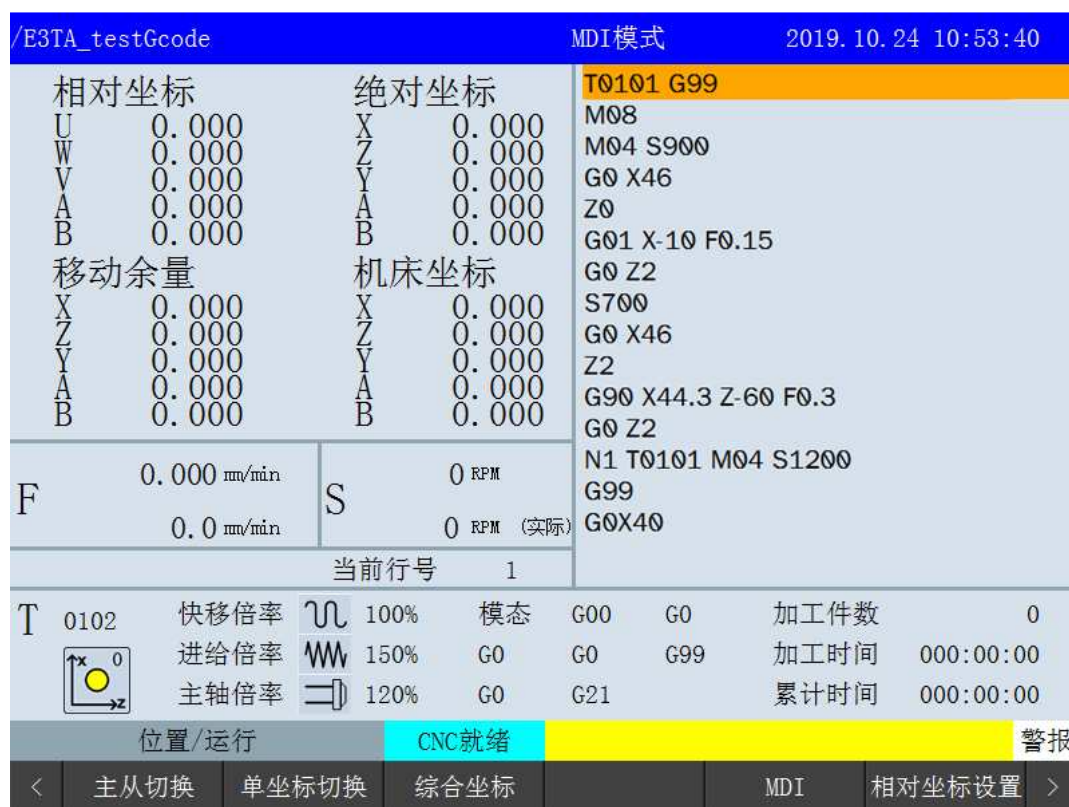 /E3TA_testGcode MDI模式 2019.10.24 10:53:40
相对坐标
U 0.000
W 0.000
V 0.000
A 0.000
B 0.000
绝对坐标
X 0.000
Z 0.000
Y 0.000
A 0.000
B 0.000
移动余量
X 0.000
Z 0.000
Y 0.000
A 0.000
B 0.000
机床坐标
X 0.000
Z 0.000
Y 0.000
A 0.000
B 0.000
T0101 G99
M08
M04 S900
G0 X46
Z0
G01 X-10 F0.15
G0 Z2
S700
G0 X46
Z2
G90 X44.3 Z-60 F0.3
G0 Z2
N1 T0101 M04 S1200
G99
G0X40
F
0.000 mm/min
0.0 mm/min
S
0 RPM
0 RPM (实际)
当前行号 1
T 0102
x 0
z
快移倍率 100% 模态 G00 G0 加工件数 0
进给倍率 150% G0 G0 G99 加工时间 000:00:00
主轴倍率 120% G0 G21 累计时间 000:00:00
位置/运行 CNC就绪 警报
< 主从切换 单坐标切换 综合坐标 MDI 相对坐标设置 >